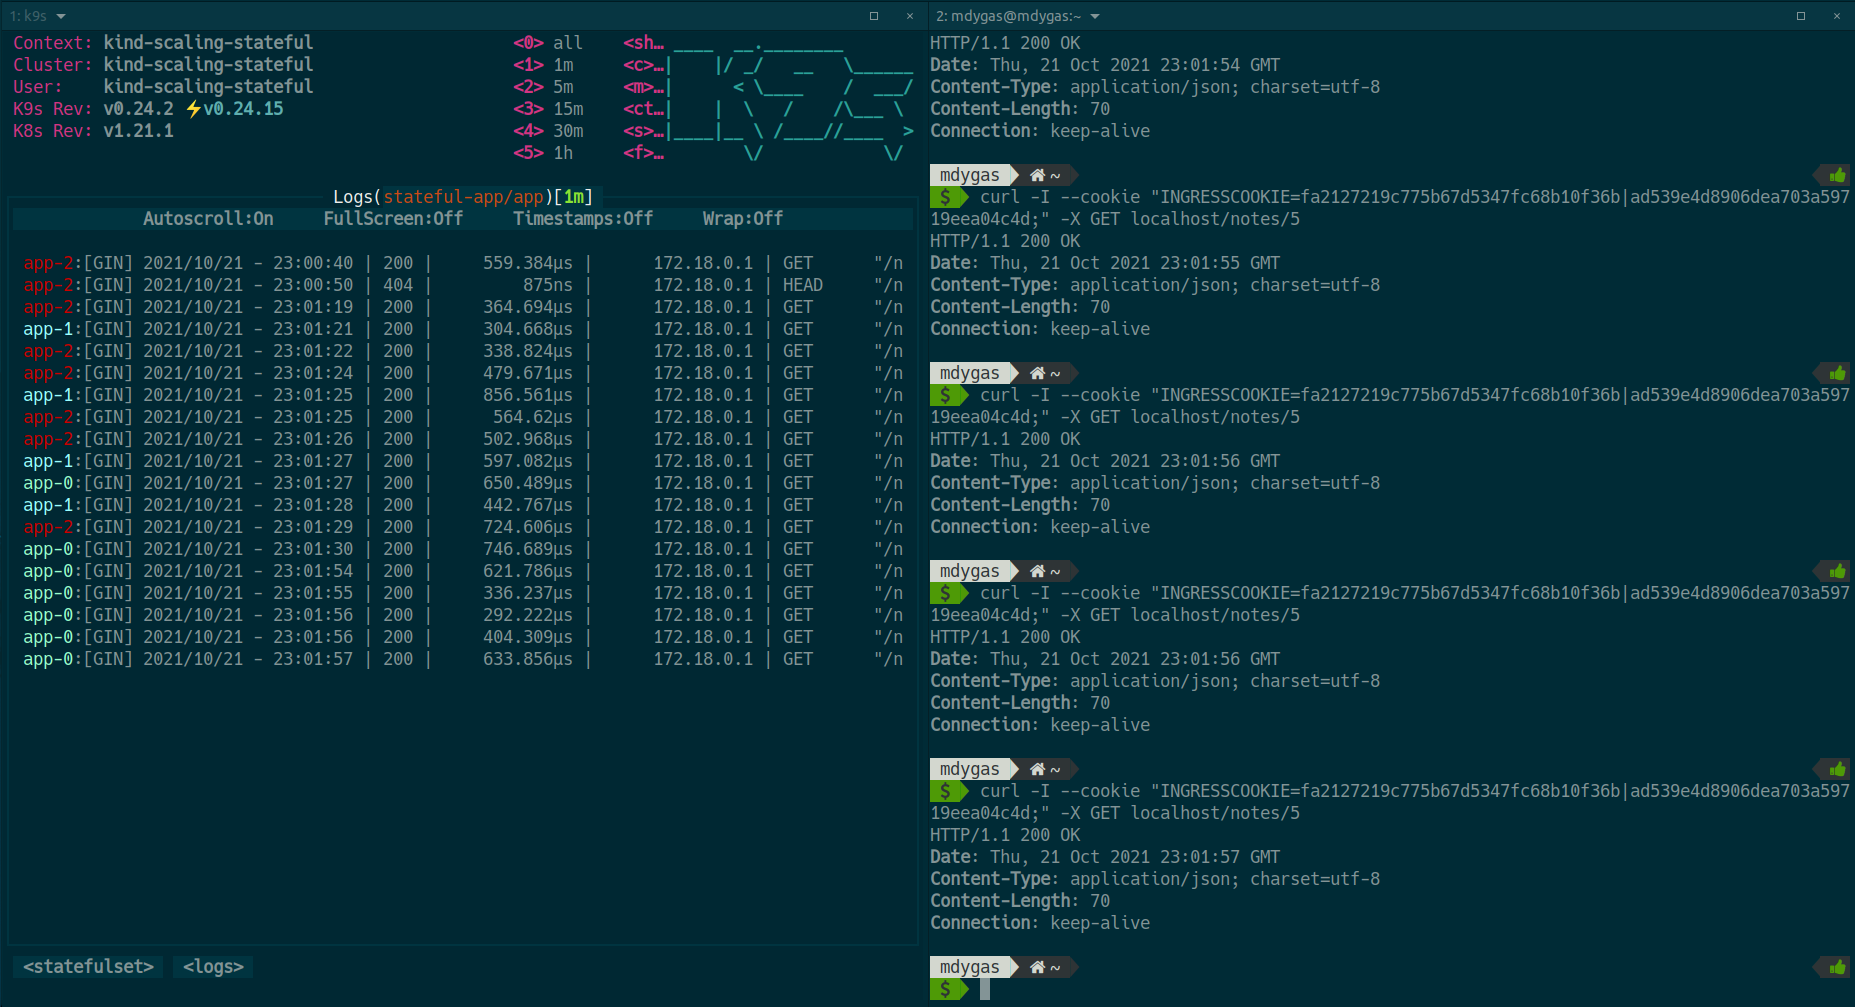 1: k9s
Context: kind-scaling-stateful <0> all <sh…
Cluster: kind-scaling-stateful <1> 1m <c>…
User: kind-scaling-stateful <2> 5m <m>…
K9s Rev: v0.24.2 ⚡v0.24.15 <3> 15m <ct…
K8s Rev: v1.21.1 <4> 30m <s>…
<5> 1h <f>…
Logs(stateful-app/app)[1m]
Autoscroll:On FullScreen:Off Timestamps:Off Wrap:Off
app-2:[GIN] 2021/10/21 - 23:00:40 | 200 | 559.384µs | 172.18.0.1 | GET "/n
app-2:[GIN] 2021/10/21 - 23:00:50 | 404 | 875ns | 172.18.0.1 | HEAD "/n
app-2:[GIN] 2021/10/21 - 23:01:19 | 200 | 364.694µs | 172.18.0.1 | GET "/n
app-1:[GIN] 2021/10/21 - 23:01:21 | 200 | 304.668µs | 172.18.0.1 | GET "/n
app-2:[GIN] 2021/10/21 - 23:01:22 | 200 | 338.824µs | 172.18.0.1 | GET "/n
app-2:[GIN] 2021/10/21 - 23:01:24 | 200 | 479.671µs | 172.18.0.1 | GET "/n
app-1:[GIN] 2021/10/21 - 23:01:25 | 200 | 856.561µs | 172.18.0.1 | GET "/n
app-2:[GIN] 2021/10/21 - 23:01:25 | 200 | 564.62µs | 172.18.0.1 | GET "/n
app-2:[GIN] 2021/10/21 - 23:01:26 | 200 | 502.968µs | 172.18.0.1 | GET "/n
app-1:[GIN] 2021/10/21 - 23:01:27 | 200 | 597.082µs | 172.18.0.1 | GET "/n
app-0:[GIN] 2021/10/21 - 23:01:27 | 200 | 650.489µs | 172.18.0.1 | GET "/n
app-1:[GIN] 2021/10/21 - 23:01:28 | 200 | 442.767µs | 172.18.0.1 | GET "/n
app-2:[GIN] 2021/10/21 - 23:01:29 | 200 | 724.606µs | 172.18.0.1 | GET "/n
app-0:[GIN] 2021/10/21 - 23:01:30 | 200 | 746.689µs | 172.18.0.1 | GET "/n
app-0:[GIN] 2021/10/21 - 23:01:54 | 200 | 621.786µs | 172.18.0.1 | GET "/n
app-0:[GIN] 2021/10/21 - 23:01:55 | 200 | 336.237µs | 172.18.0.1 | GET "/n
app-0:[GIN] 2021/10/21 - 23:01:56 | 200 | 292.222µs | 172.18.0.1 | GET "/n
app-0:[GIN] 2021/10/21 - 23:01:56 | 200 | 404.309µs | 172.18.0.1 | GET "/n
app-0:[GIN] 2021/10/21 - 23:01:57 | 200 | 633.856µs | 172.18.0.1 | GET "/n
<statefulset> <logs>
2: mdygas@mdygas:~
HTTP/1.1 200 OK
Date: Thu, 21 Oct 2021 23:01:54 GMT
Content-Type: application/json; charset=utf-8
Content-Length: 70
Connection: keep-alive
mdygas ~
$ curl -I --cookie "INGRESSCOOKIE=fa2127219c775b67d5347fc68b10f36b|ad539e4d8906dea703a597
19eea04c4d;" -X GET localhost/notes/5
HTTP/1.1 200 OK
Date: Thu, 21 Oct 2021 23:01:55 GMT
Content-Type: application/json; charset=utf-8
Content-Length: 70
Connection: keep-alive
mdygas ~
$ curl -I --cookie "INGRESSCOOKIE=fa2127219c775b67d5347fc68b10f36b|ad539e4d8906dea703a597
19eea04c4d;" -X GET localhost/notes/5
HTTP/1.1 200 OK
Date: Thu, 21 Oct 2021 23:01:56 GMT
Content-Type: application/json; charset=utf-8
Content-Length: 70
Connection: keep-alive
mdygas ~
$ curl -I --cookie "INGRESSCOOKIE=fa2127219c775b67d5347fc68b10f36b|ad539e4d8906dea703a597
19eea04c4d;" -X GET localhost/notes/5
HTTP/1.1 200 OK
Date: Thu, 21 Oct 2021 23:01:56 GMT
Content-Type: application/json; charset=utf-8
Content-Length: 70
Connection: keep-alive
mdygas ~
$ curl -I --cookie "INGRESSCOOKIE=fa2127219c775b67d5347fc68b10f36b|ad539e4d8906dea703a597
19eea04c4d;" -X GET localhost/notes/5
HTTP/1.1 200 OK
Date: Thu, 21 Oct 2021 23:01:57 GMT
Content-Type: application/json; charset=utf-8
Content-Length: 70
Connection: keep-alive
mdygas ~
$